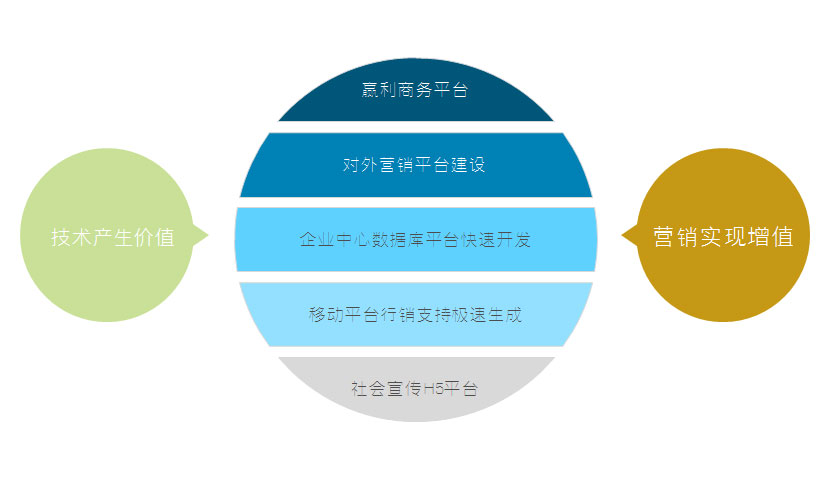 赢利商务平台
对外营销平台建设
技术产生价值
企业中心数据库平台快速开发
营销实现增值
移动平台行销支持极速生成
社会宣传H5平台